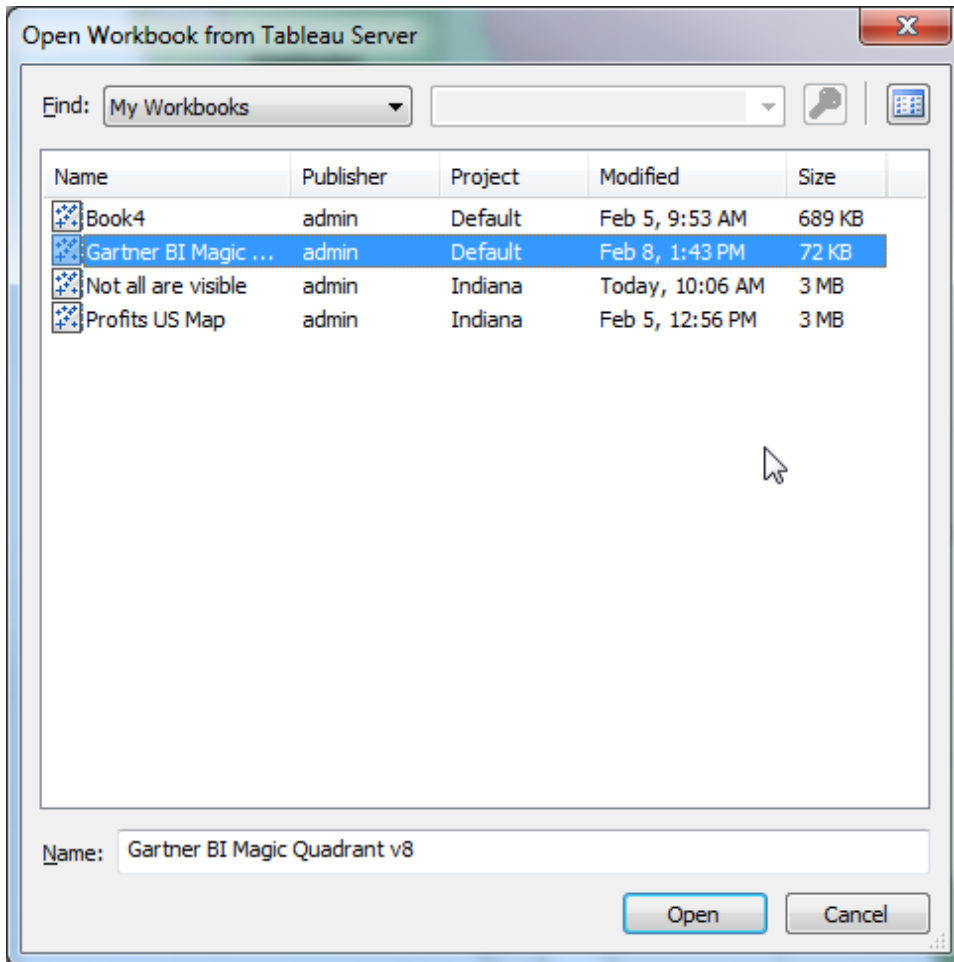 Open Workbook from Tableau Server
Find: My Workbooks
Name Publisher Project Modified Size
Book4 admin Default Feb 5, 9:53 AM 689 KB
Gartner BI Magic ... admin Default Feb 8, 1:43 PM 72 KB
Not all are visible admin Indiana Today, 10:06 AM 3 MB
Profits US Map admin Indiana Feb 5, 12:56 PM 3 MB
Name: Gartner BI Magic Quadrant v8
Open Cancel